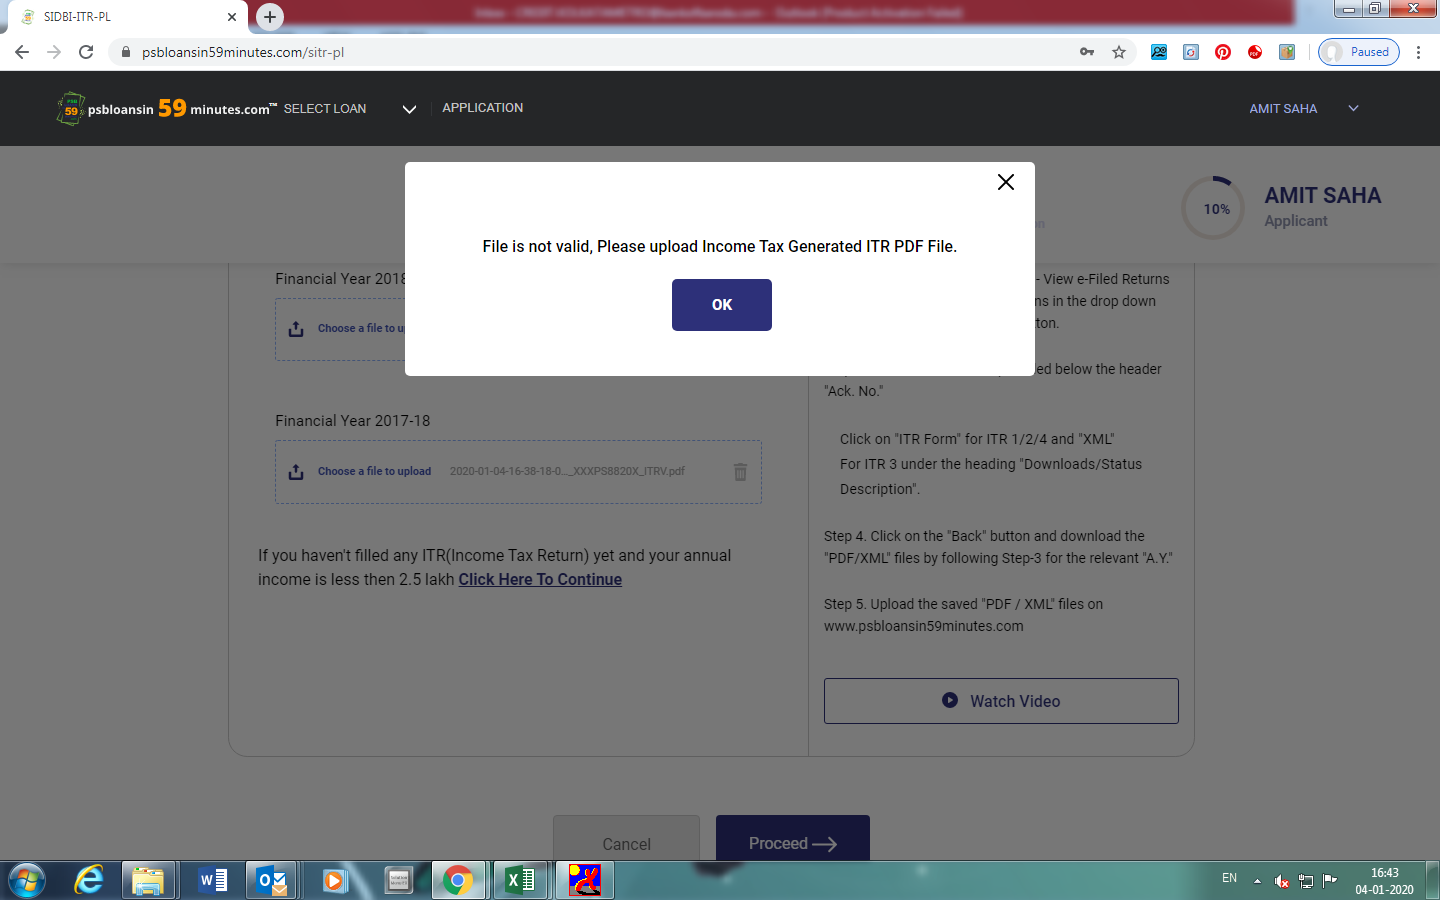 SIDBI-ITR-PL
psbloansin59minutes.com/sitr-pl
Paused
psbloansin 59 minutes.com™ SELECT LOAN
APPLICATION
AMIT SAHA
10%
AMIT SAHA
Applicant
File is not valid, Please upload Income Tax Generated ITR PDF File.
OK
Financial Year 2018
Choose a file to up
Financial Year 2017-18
Choose a file to upload 2020-01-04-16-38-18-0..._XXXPS8820X_ITRV.pdf
If you haven't filled any ITR(Income Tax Return) yet and your annual
income is less then 2.5 lakh Click Here To Continue
- View e-Filed Returns
ns in the drop down
ton.
ed below the header
"Ack. No."
Click on "ITR Form" for ITR 1/2/4 and "XML"
For ITR 3 under the heading "Downloads/Status
Description".
Step 4. Click on the "Back" button and download the
"PDF/XML" files by following Step-3 for the relevant "A.Y."
Step 5. Upload the saved "PDF / XML" files on
www.psbloansin59minutes.com
Watch Video
Cancel
Proceed
EN
16:43
04-01-2020